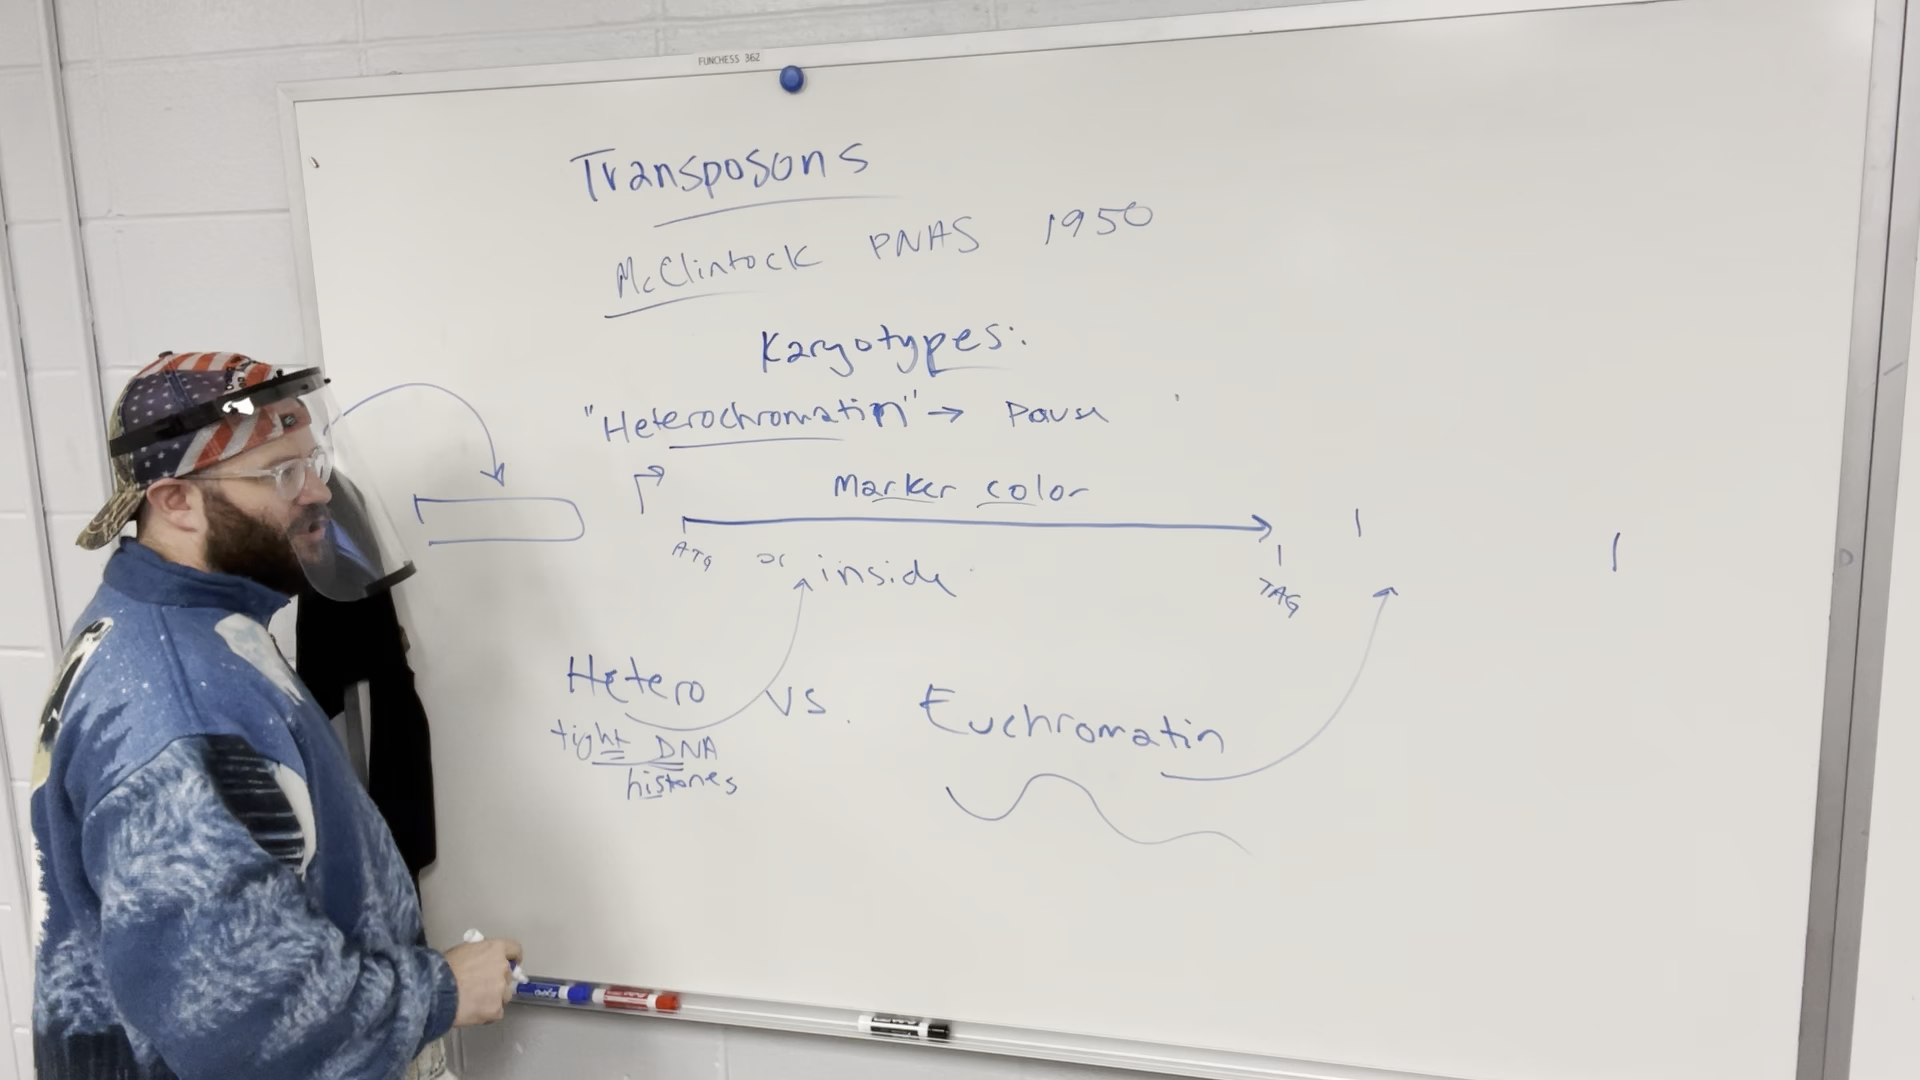 FUNCHESS 362
Transposons
McClintock PNAS 1950
Karyotypes:
"Heterochromatin" → Pause
Marker color
ATG or inside
TAG
Hetero vs. Euchromatin
tight DNA
histones
EXPO